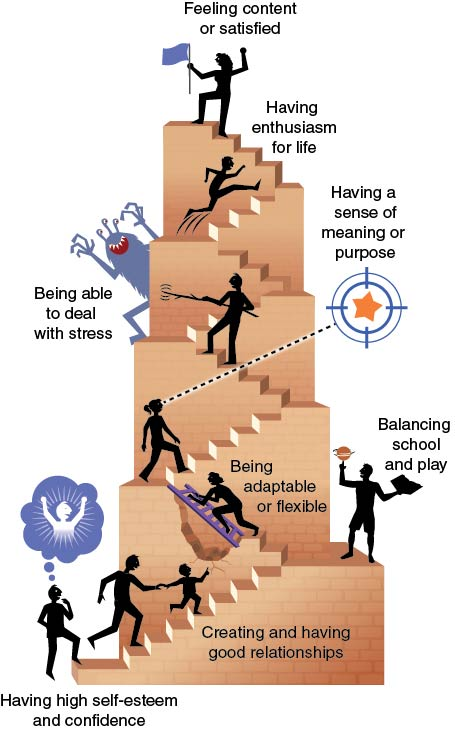 Feeling content
or satisfied
Having
enthusiasm
for life
Having a
sense of
meaning or
purpose
Being able
to deal
with stress
Balancing
school
and play
Being
adaptable
or flexible
Creating and having
good relationships
Having high self-esteem
and confidence